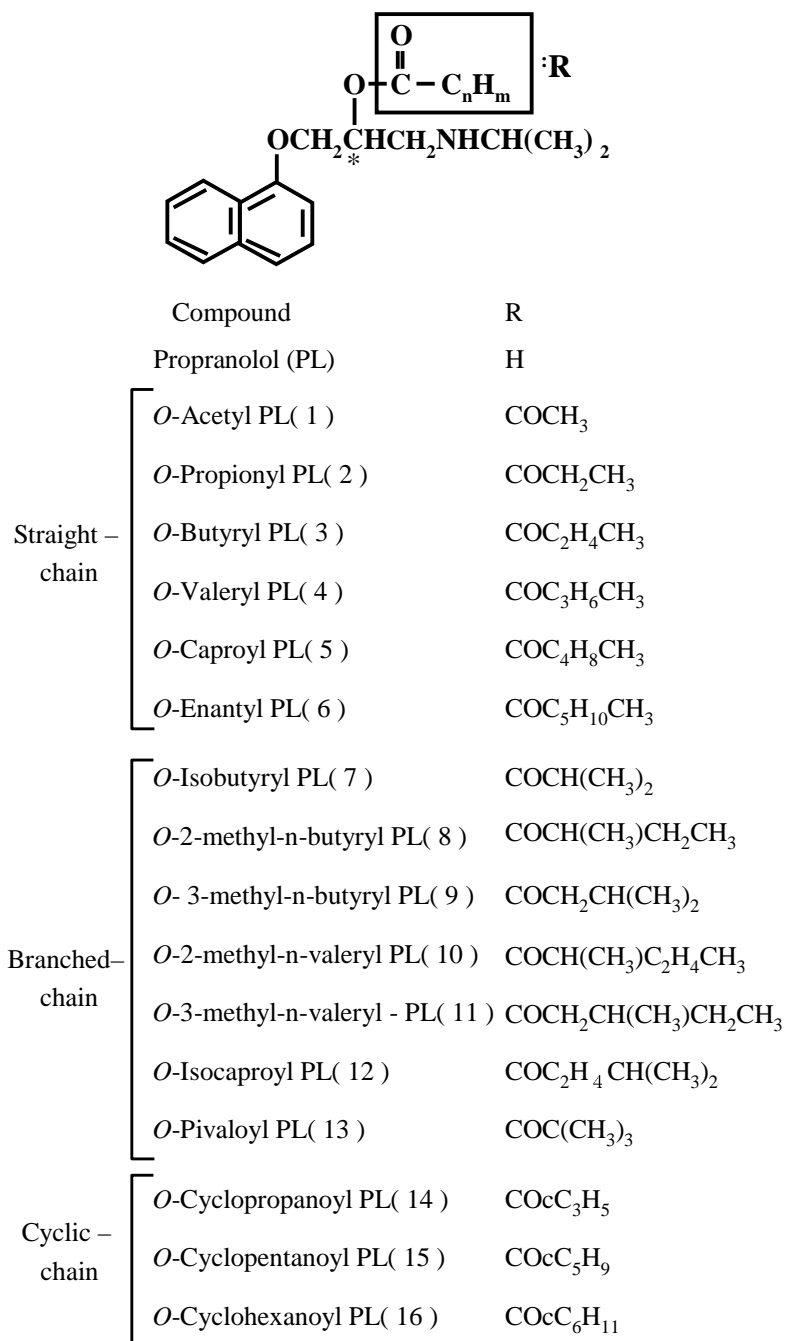 O
:R
O–C–CₙHₘ
OCH₂CHCH₂NHCH(CH₃)₂
*
Compound R
Propranolol (PL) H
Straight –
chain
O-Acetyl PL( 1 ) COCH₃
O-Propionyl PL( 2 ) COCH₂CH₃
O-Butyryl PL( 3 ) COC₂H₄CH₃
O-Valeryl PL( 4 ) COC₃H₆CH₃
O-Caproyl PL( 5 ) COC₄H₈CH₃
O-Enantyl PL( 6 ) COC₅H₁₀CH₃
Branched–
chain
O-Isobutyryl PL( 7 ) COCH(CH₃)₂
O-2-methyl-n-butyryl PL( 8 ) COCH(CH₃)CH₂CH₃
O- 3-methyl-n-butyryl PL( 9 ) COCH₂CH(CH₃)₂
O-2-methyl-n-valeryl PL( 10 ) COCH(CH₃)C₂H₄CH₃
O-3-methyl-n-valeryl - PL( 11 ) COCH₂CH(CH₃)CH₂CH₃
O-Isocaproyl PL( 12 ) COC₂H₄CH(CH₃)₂
O-Pivaloyl PL( 13 ) COC(CH₃)₃
Cyclic –
chain
O-Cyclopropanoyl PL( 14 ) COcC₃H₅
O-Cyclopentanoyl PL( 15 ) COcC₅H₉
O-Cyclohexanoyl PL( 16 ) COcC₆H₁₁